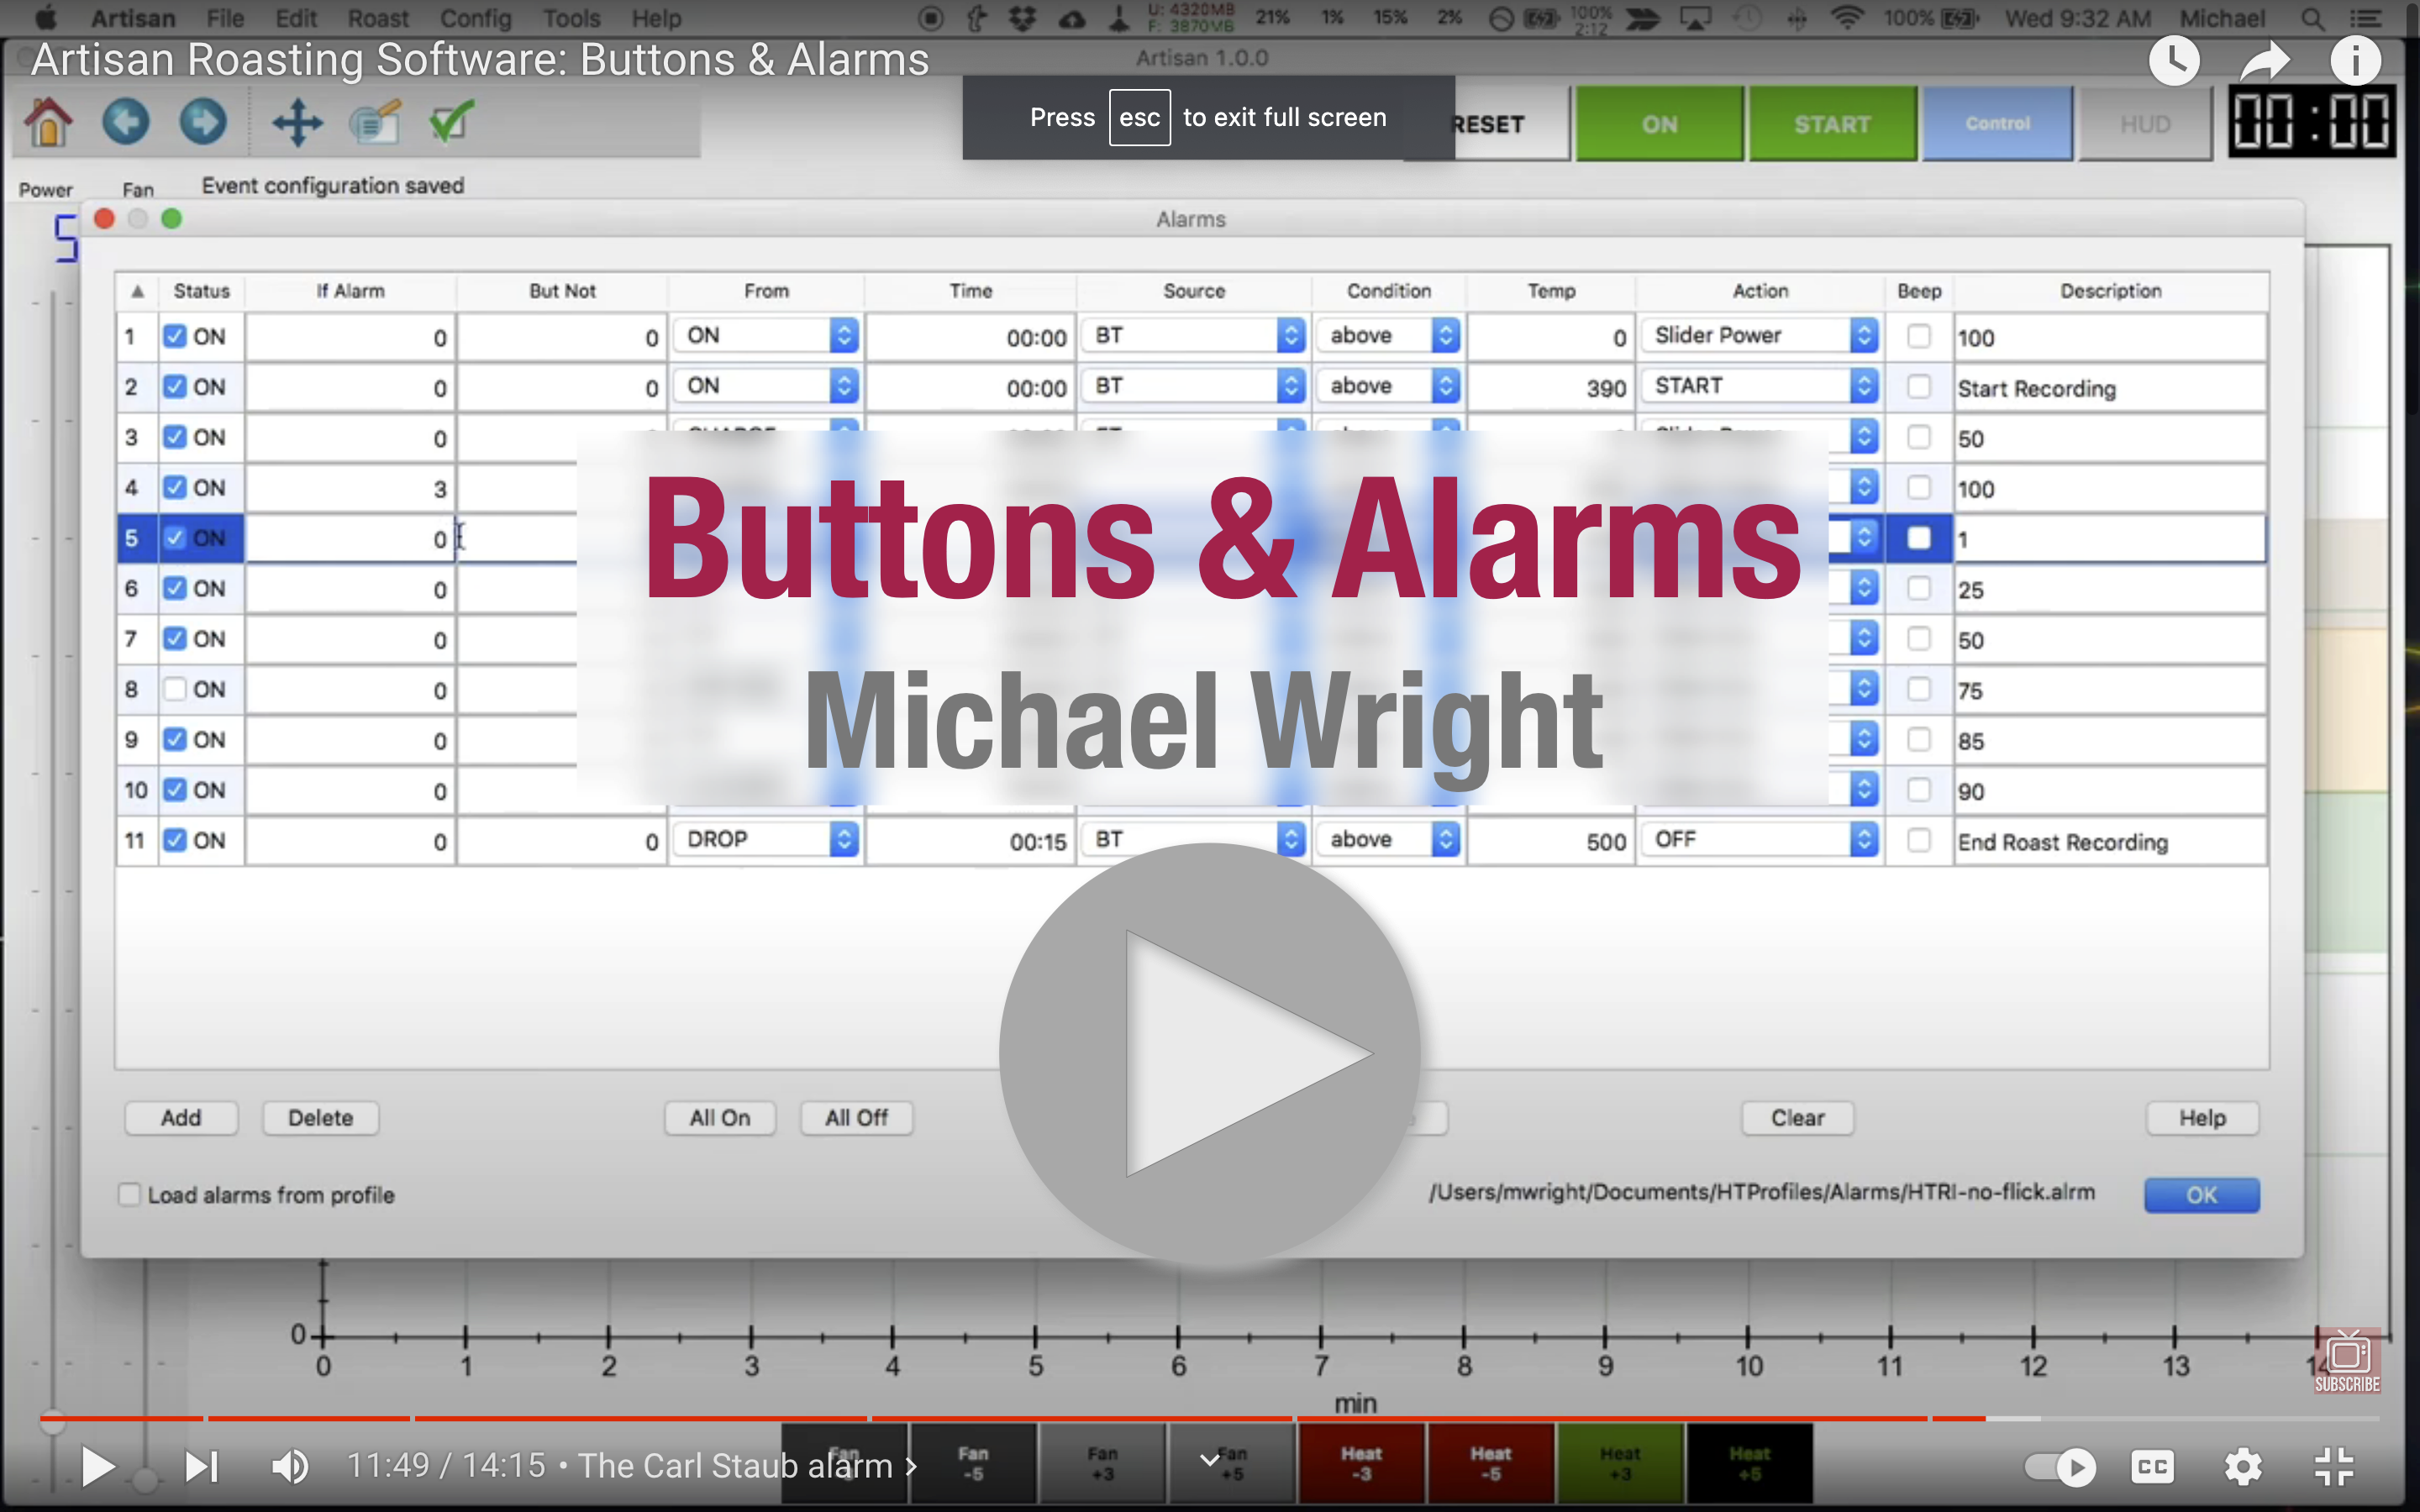 Artisan File Edit Roast Config Tools Help U: 4320MB F: 3870MB 21% 1% 15% 2% 100% 2:12 100% Wed 9:32 AM Michael
Artisan Roasting Software: Buttons & Alarms
Artisan 1.0.0
Press esc to exit full screen
RESET ON START Control HUD 00:00
Power Fan Event configuration saved
5
Alarms
Status If Alarm But Not From Time Source Condition Temp Action Beep Description
1 ON 0 0 ON 00:00 BT above 0 Slider Power 100
2 ON 0 0 ON 00:00 BT above 390 START Start Recording
3 ON 0 50
4 ON 3 100
5 ON 0 1
6 ON 0 25
7 ON 0 50
8 ON 0 75
9 ON 0 85
10 ON 0 90
11 ON 0 0 DROP 00:15 BT above 500 OFF End Roast Recording
Buttons & Alarms
Michael Wright
Add Delete All On All Off Clear Help
Load alarms from profile /Users/mwright/Documents/HTProfiles/Alarms/HTRI-no-flick.alrm OK
0
0 1 2 3 4 5 6 7 8 9 10 11 12 13 14
min
SUBSCRIBE
11:49 / 14:15 • The Carl Staub alarm
Fan
Fan -5
Fan +3
Fan +5
Heat -3
Heat -5
Heat +3
Heat +5
CC